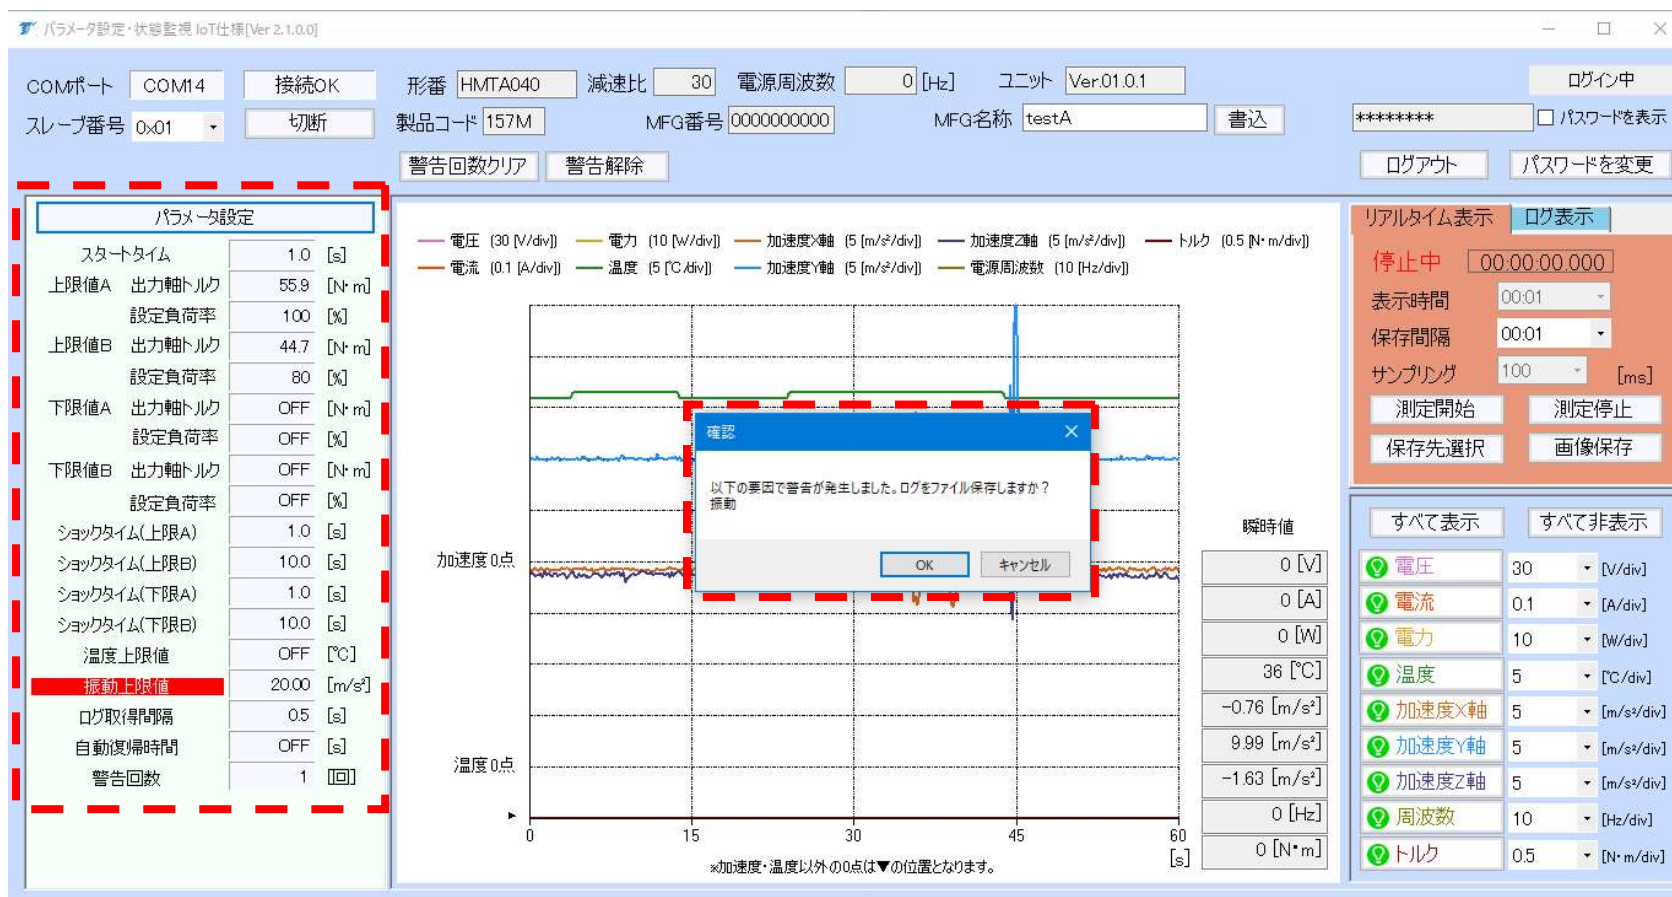 パラメータ設定・状態監視 IoT仕様[Ver 2.1.0.0]
COMポート COM14 接続OK 形番 HMTA040 減速比 30 電源周波数 0 [Hz] ユニット Ver.01.0.1 ログイン中
スレーブ番号 0x01 切断 製品コード 157M MFG番号 0000000000 MFG名称 testA 書込 ******** パスワードを表示
警告回数クリア 警告解除 ログアウト パスワードを変更
パラメータ設定
スタートタイム 1.0 [s]
上限値A 出力軸トルク 55.9 [N・m]
設定負荷率 100 [%]
上限値B 出力軸トルク 44.7 [N・m]
設定負荷率 80 [%]
下限値A 出力軸トルク OFF [N・m]
設定負荷率 OFF [%]
下限値B 出力軸トルク OFF [N・m]
設定負荷率 OFF [%]
ショックタイム(上限A) 1.0 [s]
ショックタイム(上限B) 10.0 [s]
ショックタイム(下限A) 1.0 [s]
ショックタイム(下限B) 10.0 [s]
温度上限値 OFF [℃]
振動上限値 20.00 [m/s²]
ログ取得間隔 0.5 [s]
自動復帰時間 OFF [s]
警告回数 1 [回]
電圧 (30 [V/div]) 電力 (10 [W/div]) 加速度X軸 (5 [m/s²/div]) 加速度Z軸 (5 [m/s²/div]) トルク (0.5 [N・m/div])
電流 (0.1 [A/div]) 温度 (5 [℃/div]) 加速度Y軸 (5 [m/s²/div]) 電源周波数 (10 [Hz/div])
加速度0点
温度0点
0 15 30 45 60
[s]
※加速度・温度以外の0点は▼の位置となります。
確認
以下の要因で警告が発生しました。ログをファイル保存しますか？
振動
OK キャンセル
瞬時値
0 [V]
0 [A]
0 [W]
36 [℃]
-0.76 [m/s²]
9.99 [m/s²]
-1.63 [m/s²]
0 [Hz]
0 [N・m]
リアルタイム表示 ログ表示
停止中 00:00:00.000
表示時間 00:01
保存間隔 00:01
サンプリング 100 [ms]
測定開始 測定停止
保存先選択 画像保存
すべて表示 すべて非表示
電圧 30 [V/div]
電流 0.1 [A/div]
電力 10 [W/div]
温度 5 [℃/div]
加速度X軸 5 [m/s²/div]
加速度Y軸 5 [m/s²/div]
加速度Z軸 5 [m/s²/div]
周波数 10 [Hz/div]
トルク 0.5 [N・m/div]